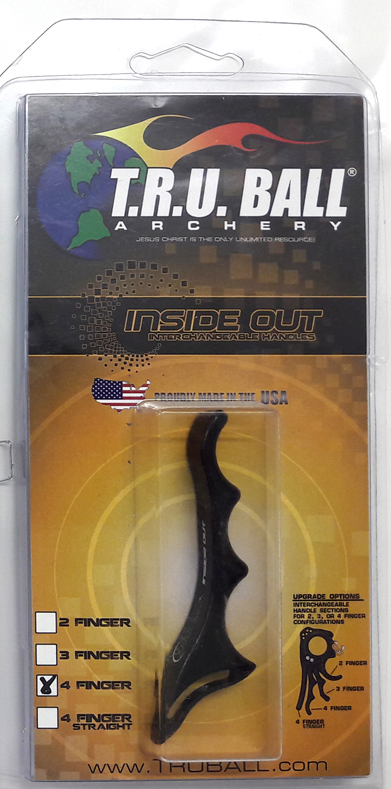 T.R.U. BALL®
ARCHERY
JESUS CHRIST IS THE ONLY UNLIMITED RESOURCE!
INSIDE OUT
INTERCHANGEABLE HANDLES
PROUDLY MADE IN THE USA
INSIDE OUT
UPGRADE OPTIONS
INTERCHANGEABLE
HANDLE SECTIONS
FOR 2, 3, OR 4 FINGER
CONFIGURATIONS
2 FINGER
3 FINGER
4 FINGER
4 FINGER
STRAIGHT
2 FINGER
3 FINGER
4 FINGER
4 FINGER
STRAIGHT
www.TRUBALL.com